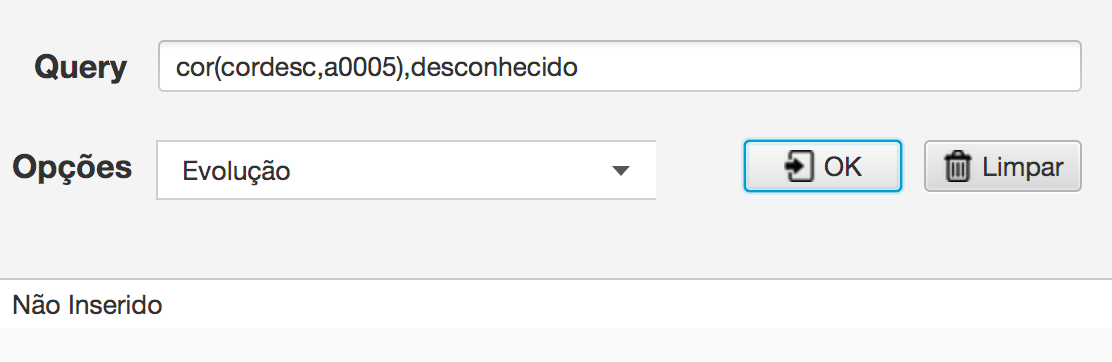 Query cor(cordesc,a0005),desconhecido
Opções Evolução OK Limpar
Não Inserido